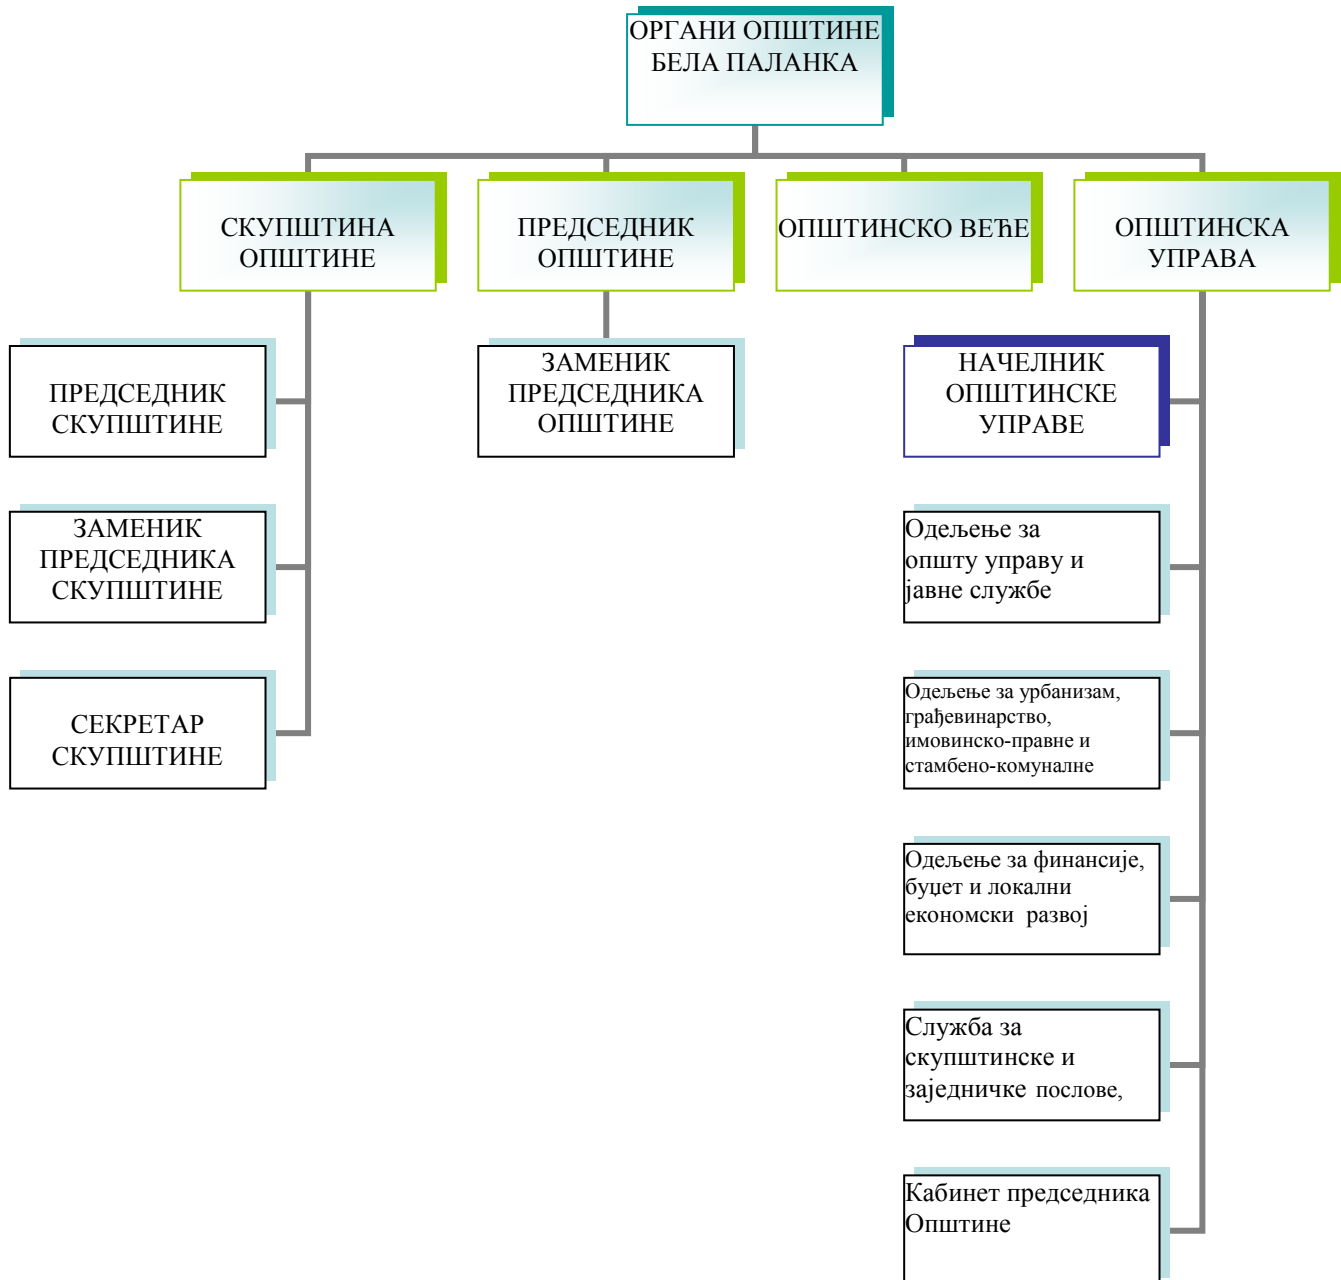 ОРГАНИ ОПШТИНЕ
БЕЛА ПАЛАНКА
СКУПШТИНА
ОПШТИНЕ
ПРЕДСЕДНИК
ОПШТИНЕ
ОПШТИНСКО ВЕЋЕ
ОПШТИНСКА
УПРАВА
ПРЕДСЕДНИК
СКУПШТИНЕ
ЗАМЕНИК
ПРЕДСЕДНИКА
СКУПШТИНЕ
СЕКРЕТАР
СКУПШТИНЕ
ЗАМЕНИК
ПРЕДСЕДНИКА
ОПШТИНЕ
НАЧЕЛНИК
ОПШТИНСКЕ
УПРАВЕ
Одељење за
општу управу и
јавне службе
Одељење за урбанизам,
грађевинарство,
имовинско-правне и
стамбено-комуналне
Одељење за финансије,
буџет и локални
економски развој
Служба за
скупштинске и
заједничке послове,
Кабинет председника
Општине